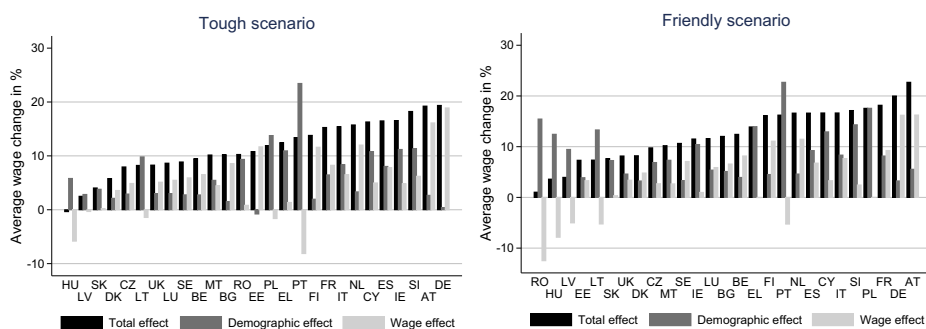 Tough scenario
Average wage change in %
30
20
10
0
-10
HU SK CZ UK SE MT RO PL PT FR NL ES SI DE
LV DK LT LU BE BG EE EL FI IT CY IE AT
Total effect Demographic effect Wage effect
Friendly scenario
Average wage change in %
30
20
10
0
-10
RO LV LT UK CZ SE LU BE FI NL CY SI FR AT
HU EE SK DK MT IE BG EL PT ES IT PL DE
Total effect Demographic effect Wage effect